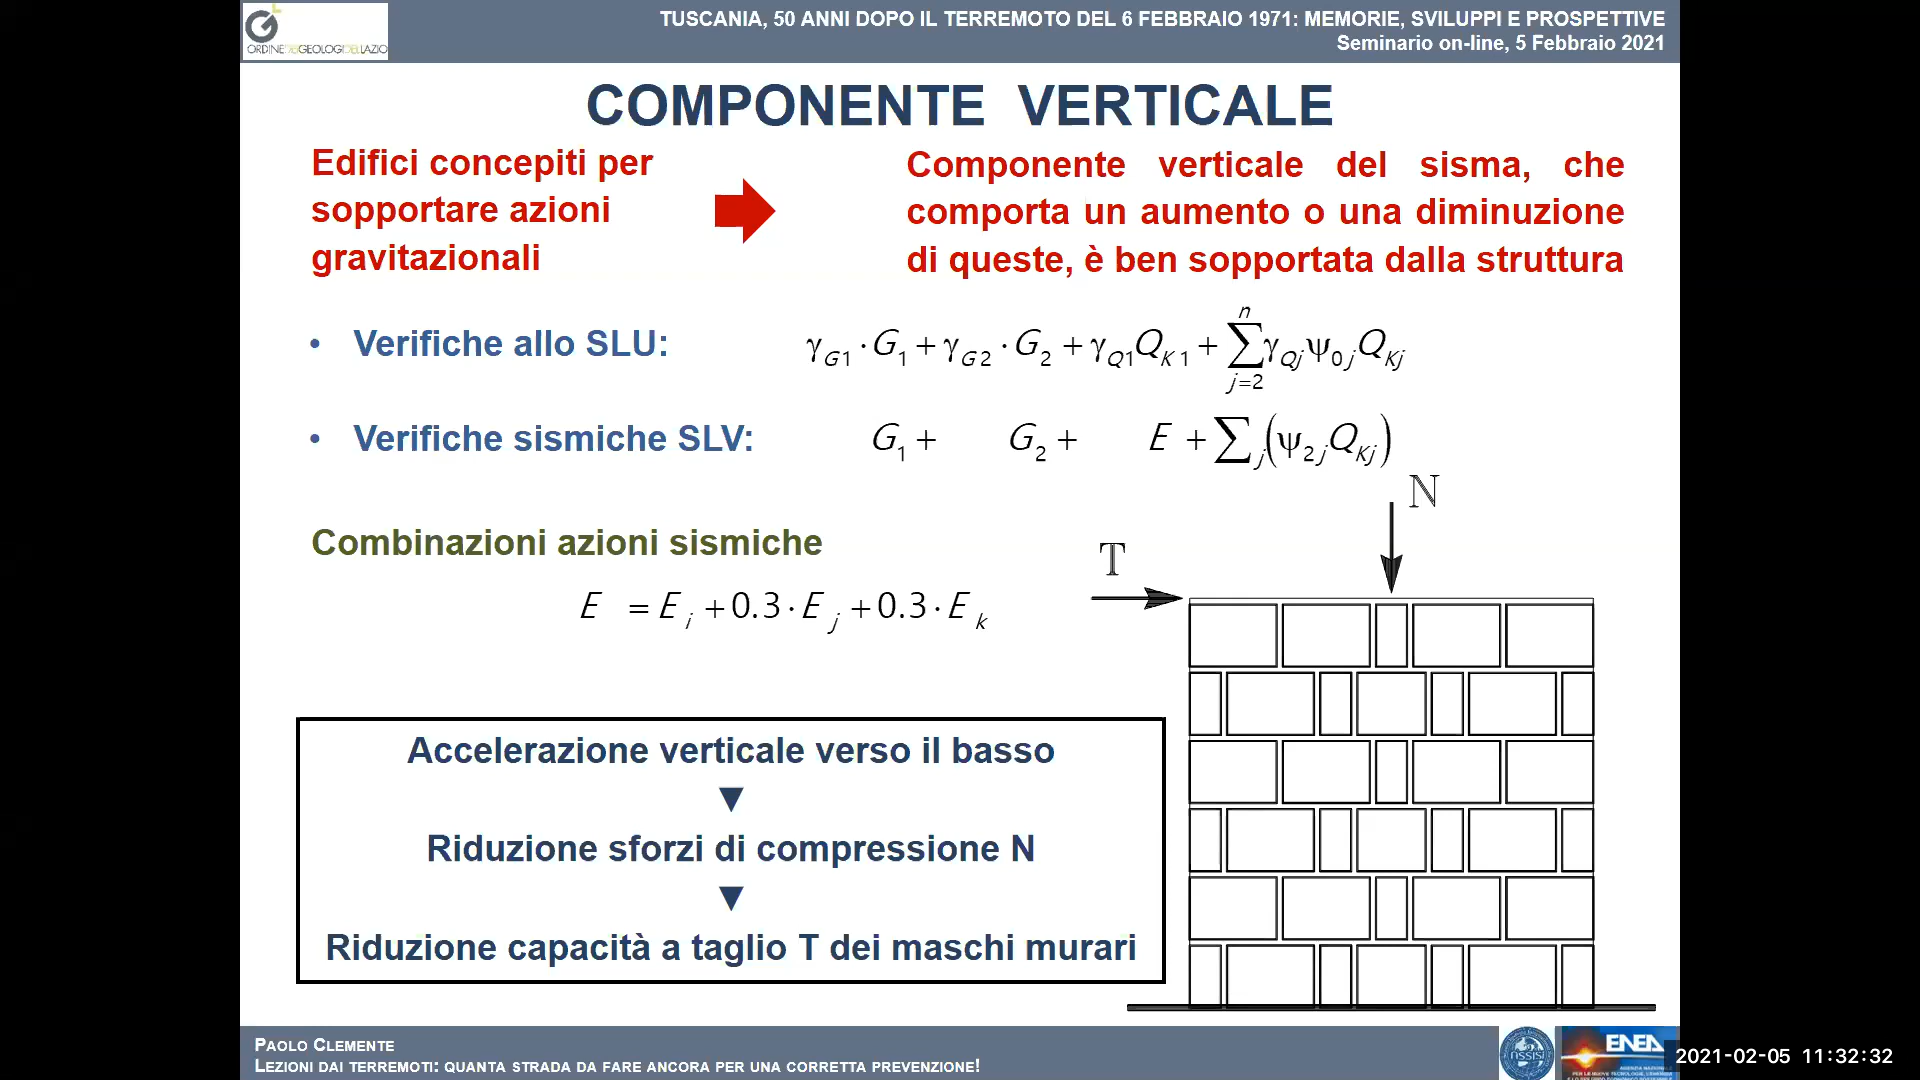 ORDINE DEI GEOLOGI DEL LAZIO
TUSCANIA, 50 ANNI DOPO IL TERREMOTO DEL 6 FEBBRAIO 1971: MEMORIE, SVILUPPI E PROSPETTIVE
Seminario on-line, 5 Febbraio 2021
COMPONENTE VERTICALE
Edifici concepiti per
sopportare azioni
gravitazionali
Componente verticale del sisma, che
comporta un aumento o una diminuzione
di queste, è ben sopportata dalla struttura
• Verifiche allo SLU: γ_G1 · G_1 + γ_G2 · G_2 + γ_Q1 Q_K1 + ∑_{j=2}^{n} γ_Qj ψ_0j Q_Kj
• Verifiche sismiche SLV: G_1 + G_2 + E + ∑_j (ψ_2j Q_Kj)
N
Combinazioni azioni sismiche
T
E = E_i + 0.3 · E_j + 0.3 · E_k
Accelerazione verticale verso il basso
▼
Riduzione sforzi di compressione N
▼
Riduzione capacità a taglio T dei maschi murari
PAOLO CLEMENTE
LEZIONI DAI TERREMOTI: QUANTA STRADA DA FARE ANCORA PER UNA CORRETTA PREVENZIONE!
ENEA
2021-02-05 11:32:32